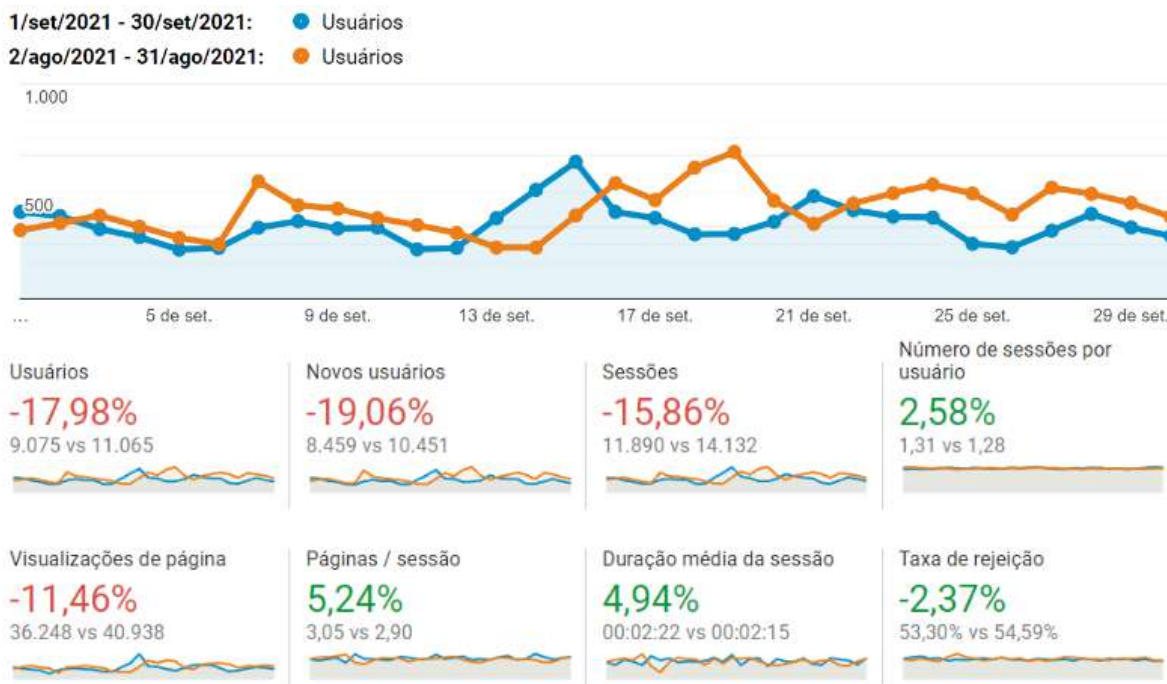 1/set/2021 - 30/set/2021: Usuários
2/ago/2021 - 31/ago/2021: Usuários
1.000
500
... 5 de set. 9 de set. 13 de set. 17 de set. 21 de set. 25 de set. 29 de set.
Usuários
-17,98%
9.075 vs 11.065
Novos usuários
-19,06%
8.459 vs 10.451
Sessões
-15,86%
11.890 vs 14.132
Número de sessões por
usuário
2,58%
1,31 vs 1,28
Visualizações de página
-11,46%
36.248 vs 40.938
Páginas / sessão
5,24%
3,05 vs 2,90
Duração média da sessão
4,94%
00:02:22 vs 00:02:15
Taxa de rejeição
-2,37%
53,30% vs 54,59%